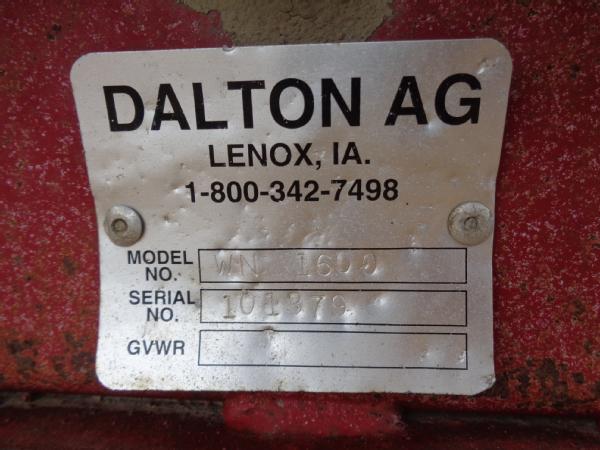 DALTON AG
LENOX, IA.
1-800-342-7498
MODEL NO. WN 1600
SERIAL NO. 101379
GVWR